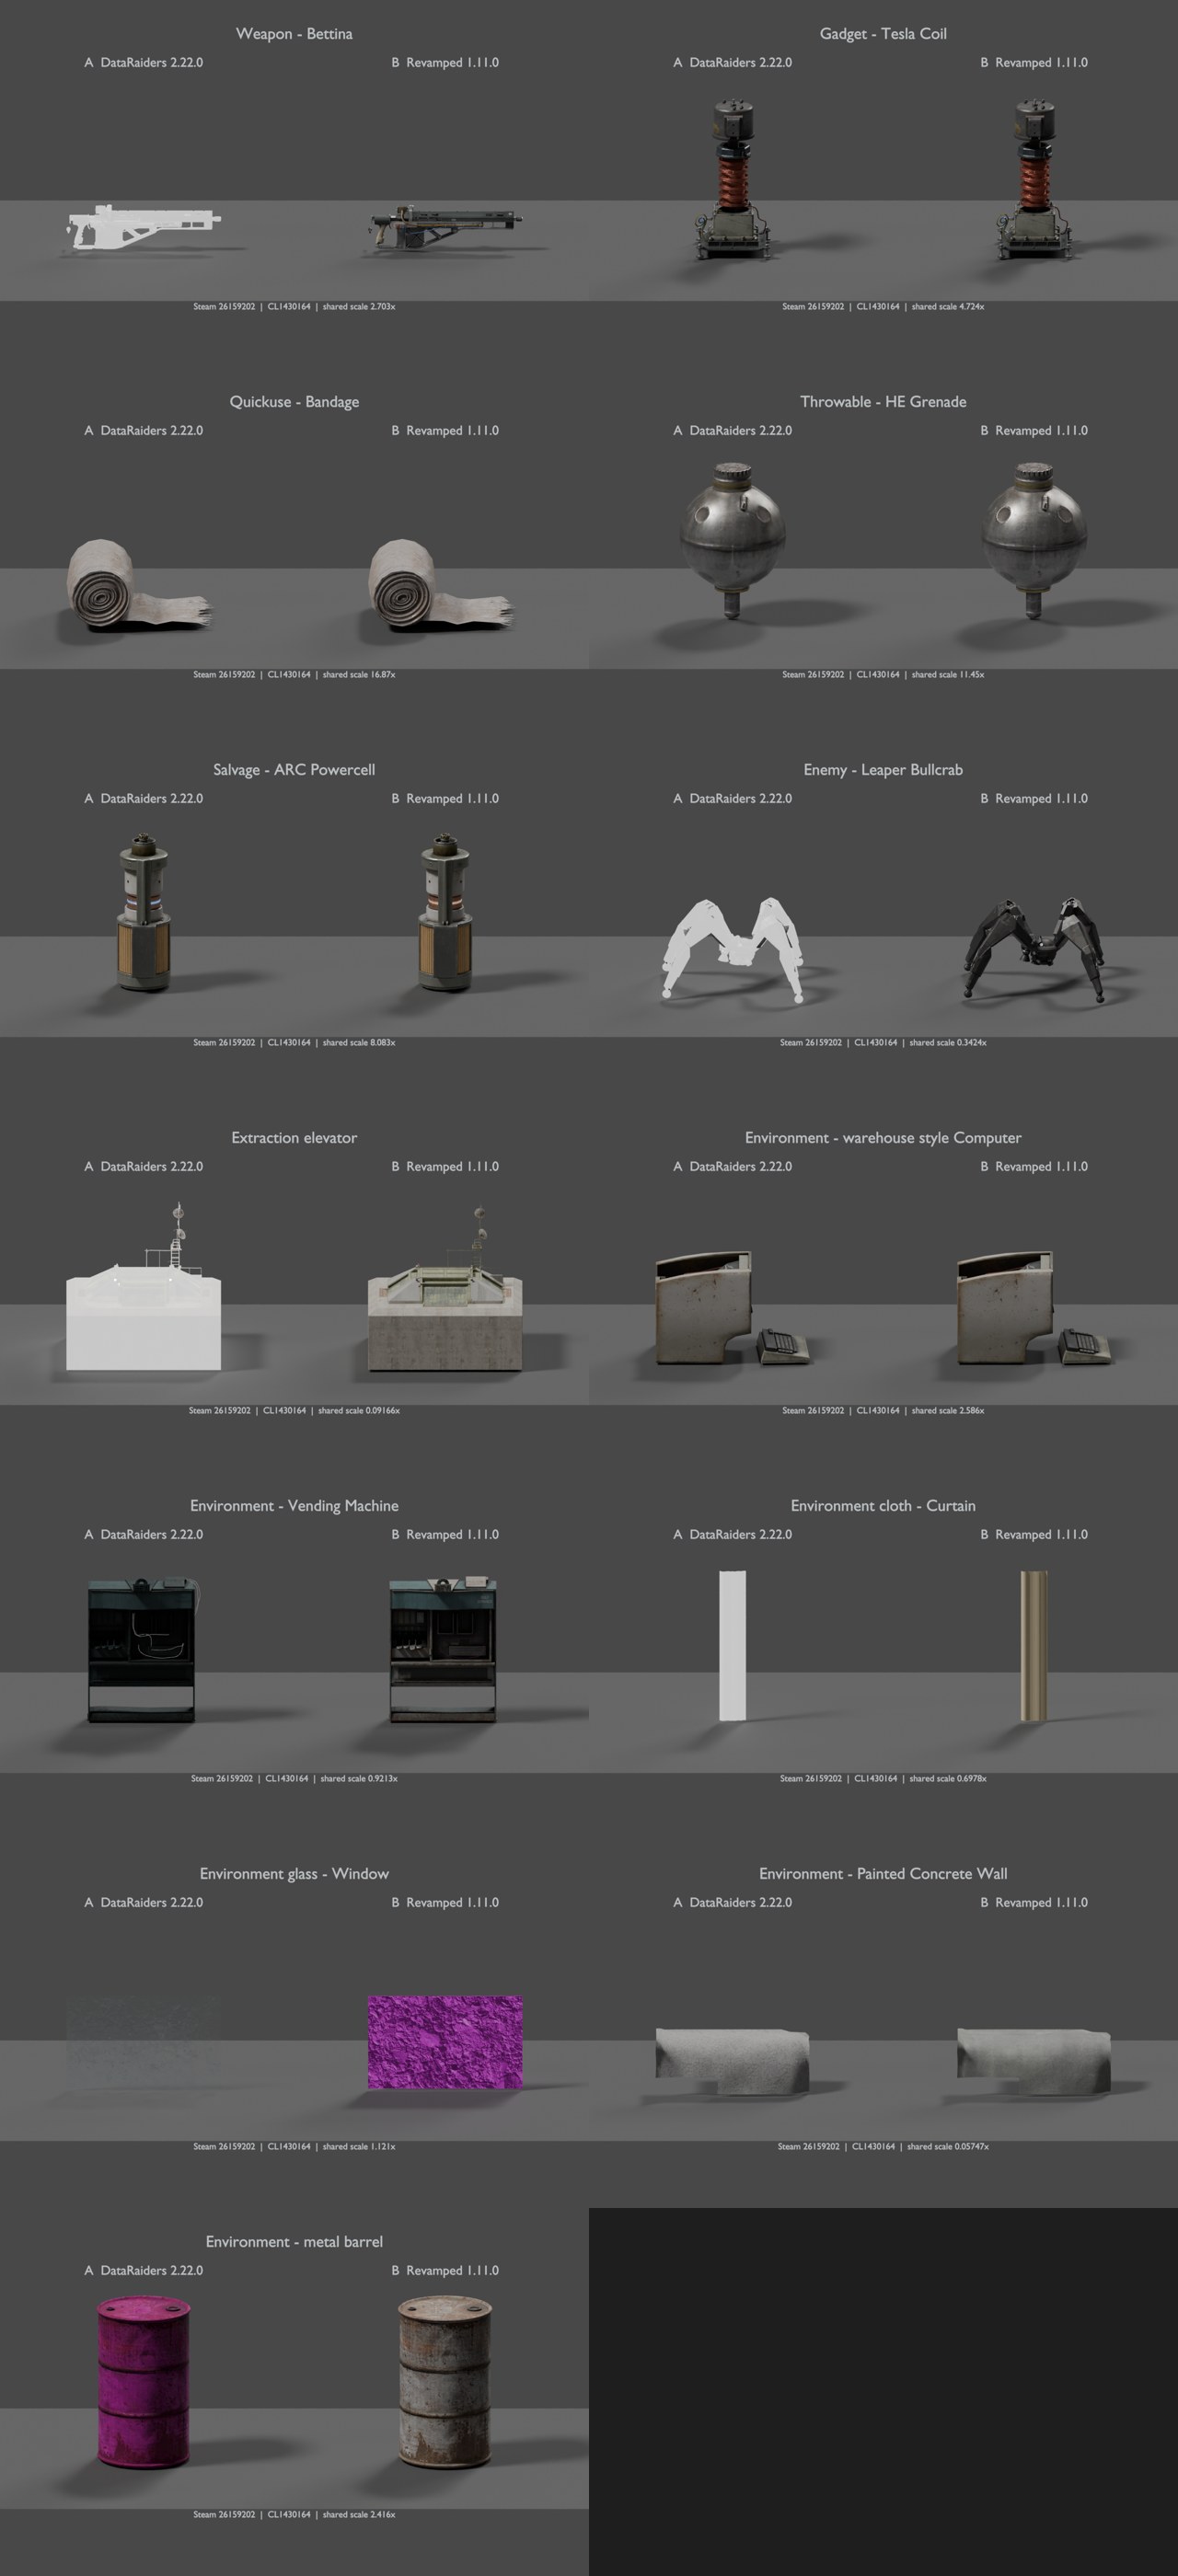 Weapon - Bettina
A DataRaiders 2.22.0
B Revamped 1.11.0
Steam 26159202 | CL1430164 | shared scale 2.703x
Gadget - Tesla Coil
A DataRaiders 2.22.0
B Revamped 1.11.0
Steam 26159202 | CL1430164 | shared scale 4.724x
Quickuse - Bandage
A DataRaiders 2.22.0
B Revamped 1.11.0
Steam 26159202 | CL1430164 | shared scale 16.87x
Throwable - HE Grenade
A DataRaiders 2.22.0
B Revamped 1.11.0
Steam 26159202 | CL1430164 | shared scale 11.45x
Salvage - ARC Powercell
A DataRaiders 2.22.0
B Revamped 1.11.0
Steam 26159202 | CL1430164 | shared scale 8.083x
Enemy - Leaper Bullcrab
A DataRaiders 2.22.0
B Revamped 1.11.0
Steam 26159202 | CL1430164 | shared scale 0.3424x
Extraction elevator
A DataRaiders 2.22.0
B Revamped 1.11.0
Steam 26159202 | CL1430164 | shared scale 0.09166x
Environment - warehouse style Computer
A DataRaiders 2.22.0
B Revamped 1.11.0
Steam 26159202 | CL1430164 | shared scale 2.586x
Environment - Vending Machine
A DataRaiders 2.22.0
B Revamped 1.11.0
Steam 26159202 | CL1430164 | shared scale 0.9213x
Environment cloth - Curtain
A DataRaiders 2.22.0
B Revamped 1.11.0
Steam 26159202 | CL1430164 | shared scale 0.6978x
Environment glass - Window
A DataRaiders 2.22.0
B Revamped 1.11.0
Steam 26159202 | CL1430164 | shared scale 1.121x
Environment - Painted Concrete Wall
A DataRaiders 2.22.0
B Revamped 1.11.0
Steam 26159202 | CL1430164 | shared scale 0.05747x
Environment - metal barrel
A DataRaiders 2.22.0
B Revamped 1.11.0
Steam 26159202 | CL1430164 | shared scale 2.416x